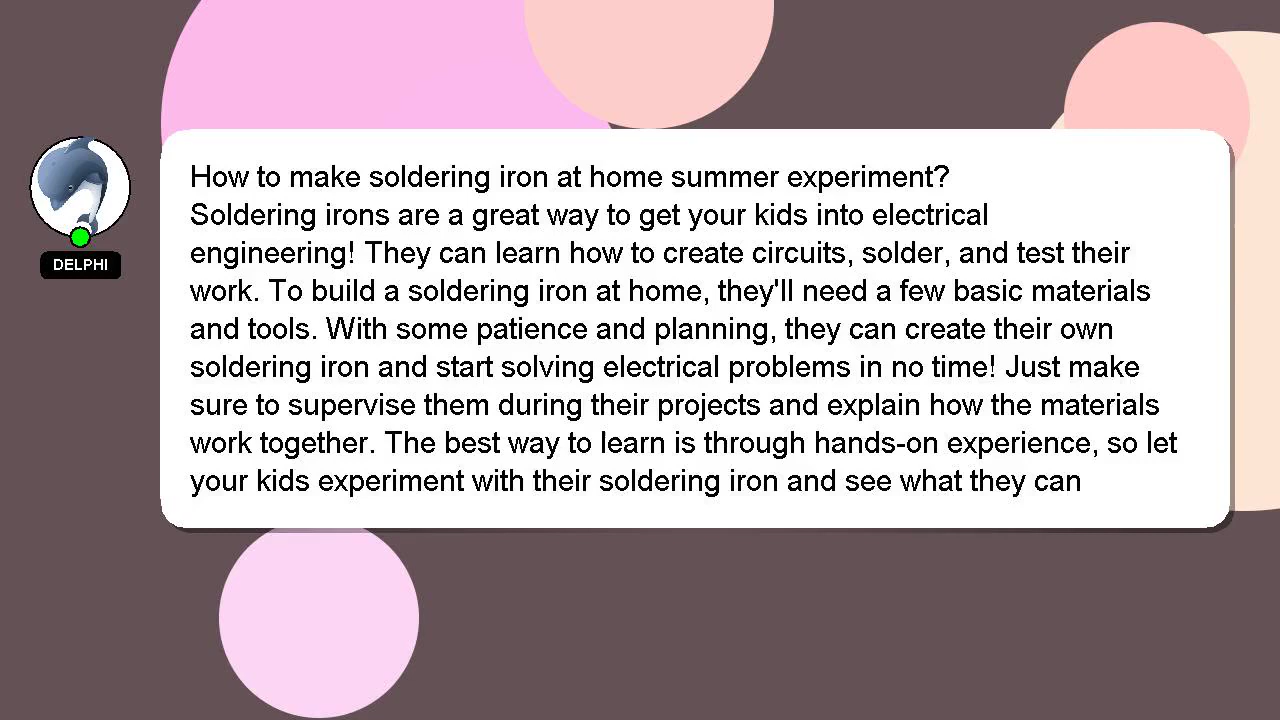 How to make soldering iron at home summer experiment?
Soldering irons are a great way to get your kids into electrical
engineering! They can learn how to create circuits, solder, and test their
work. To build a soldering iron at home, they'll need a few basic materials
and tools. With some patience and planning, they can create their own
soldering iron and start solving electrical problems in no time! Just make
sure to supervise them during their projects and explain how the materials
work together. The best way to learn is through hands-on experience, so let
your kids experiment with their soldering iron and see what they can
DELPHI